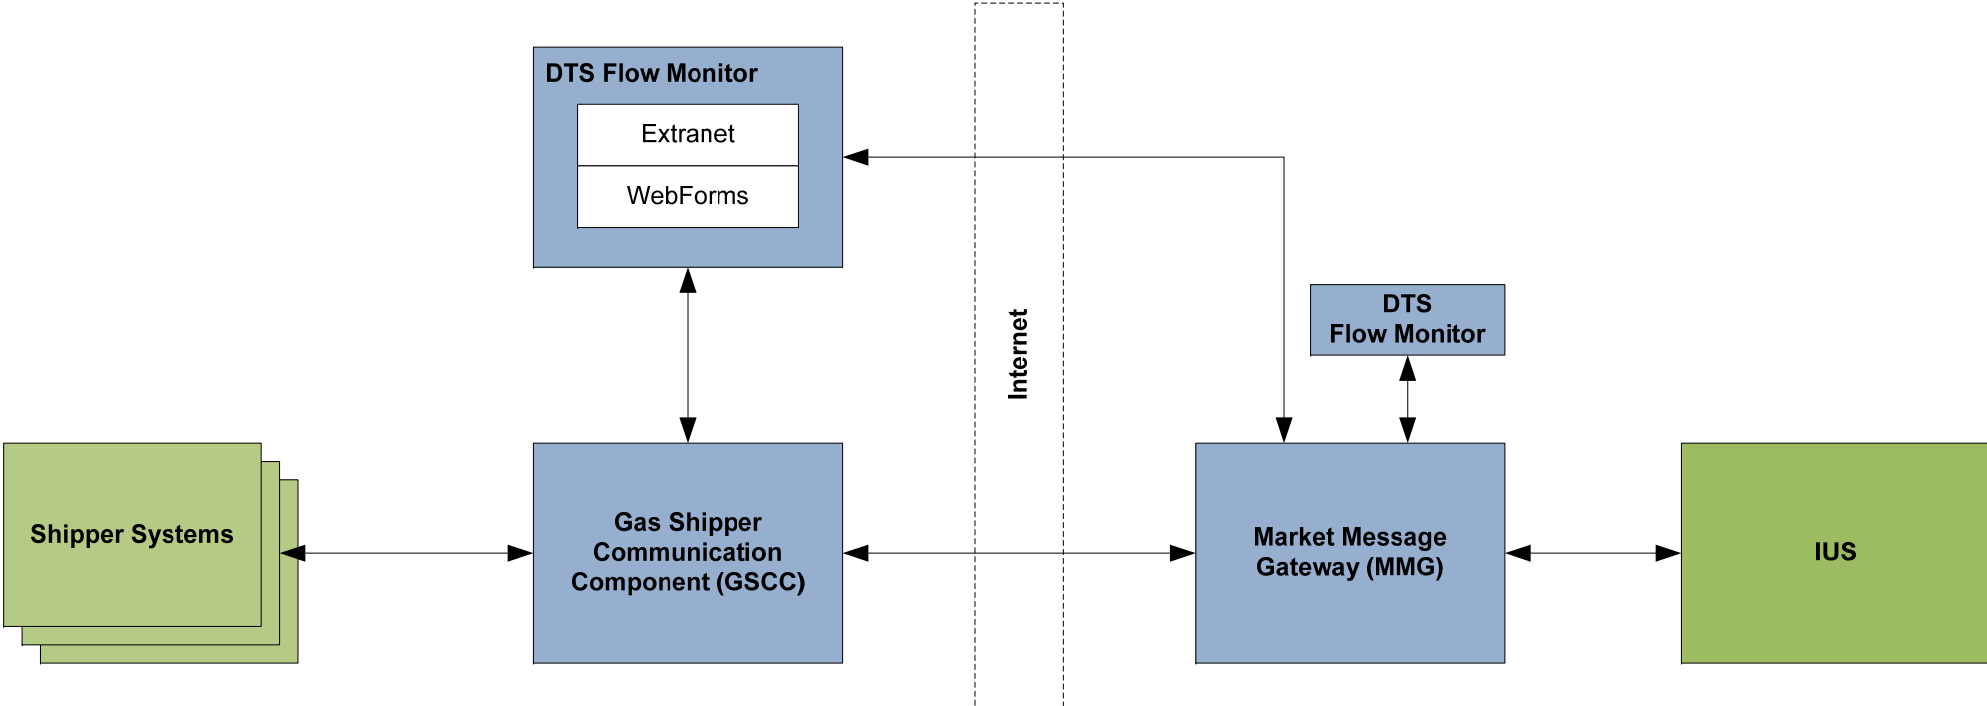 DTS Flow Monitor
Extranet
WebForms
Internet
DTS
Flow Monitor
Shipper Systems
Gas Shipper
Communication
Component (GSCC)
Market Message
Gateway (MMG)
IUS